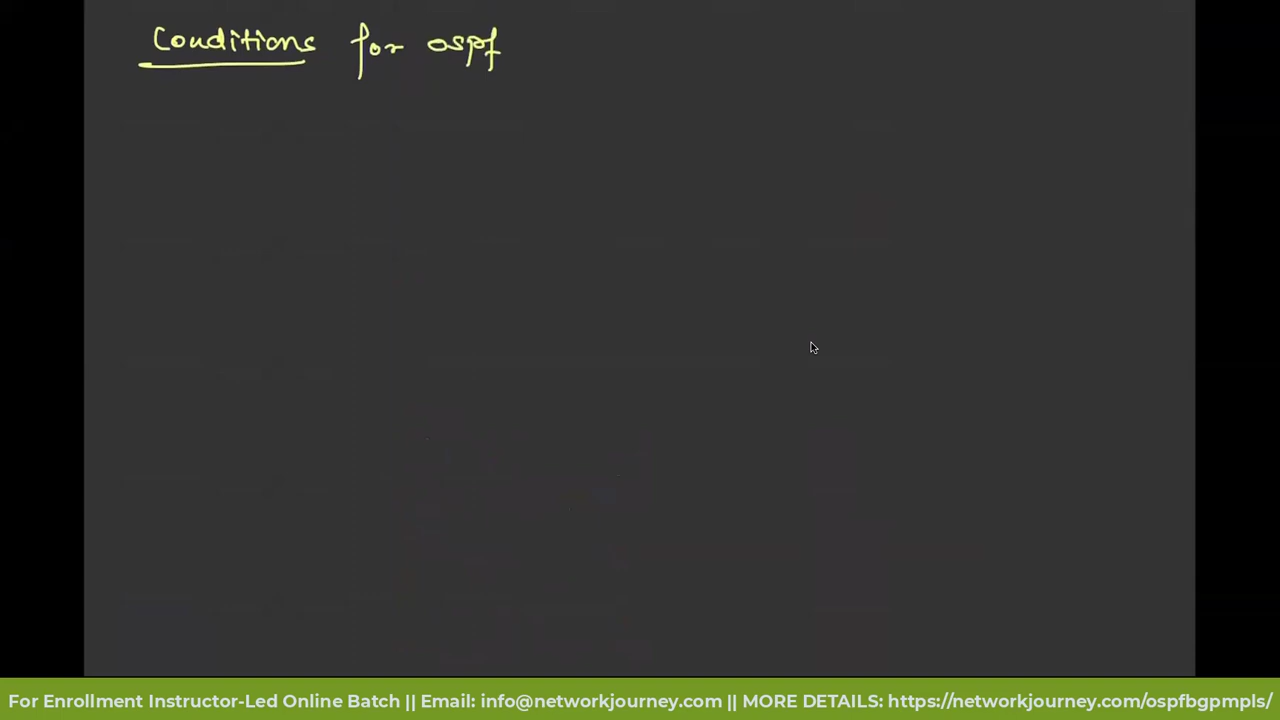 Conditions for ospf
For Enrollment Instructor-Led Online Batch || Email: info@networkjourney.com || MORE DETAILS: https://networkjourney.com/ospfbgpmpls/